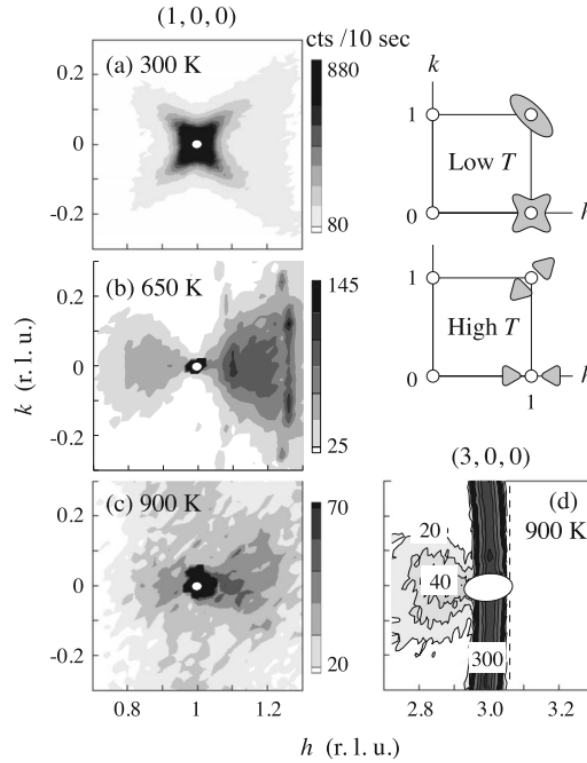 (1, 0, 0)
cts /10 sec
(a) 300 K
880
80
0.2
0
-0.2
k
1
Low T
0
h
(b) 650 K
145
25
0.2
0
-0.2
k (r. l. u.)
1
High T
0
1
h
(c) 900 K
70
20
0.2
0
-0.2
0.8
1
1.2
(3, 0, 0)
(d)
900 K
20
40
300
2.8
3.0
3.2
h (r. l. u.)